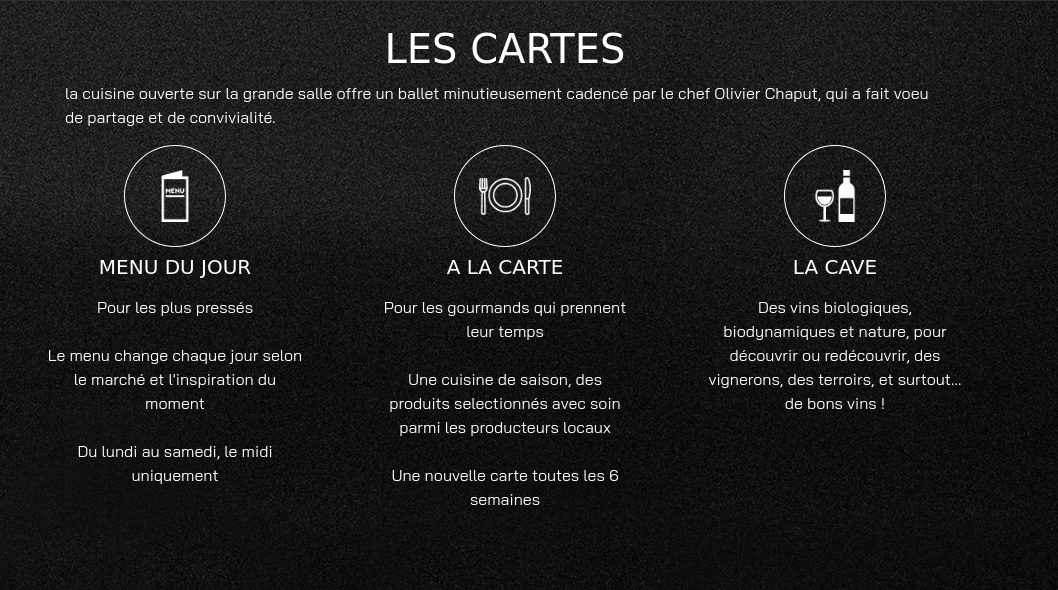 LES CARTES
la cuisine ouverte sur la grande salle offre un ballet minutieusement cadencé par le chef Olivier Chaput, qui a fait voeu
de partage et de convivialité.
MENU
MENU DU JOUR
Pour les plus pressés
Le menu change chaque jour selon
le marché et l'inspiration du
moment
Du lundi au samedi, le midi
uniquement
A LA CARTE
Pour les gourmands qui prennent
leur temps
Une cuisine de saison, des
produits selectionnés avec soin
parmi les producteurs locaux
Une nouvelle carte toutes les 6
semaines
LA CAVE
Des vins biologiques,
biodynamiques et nature, pour
découvrir ou redécouvrir, des
vignerons, des terroirs, et surtout...
de bons vins !